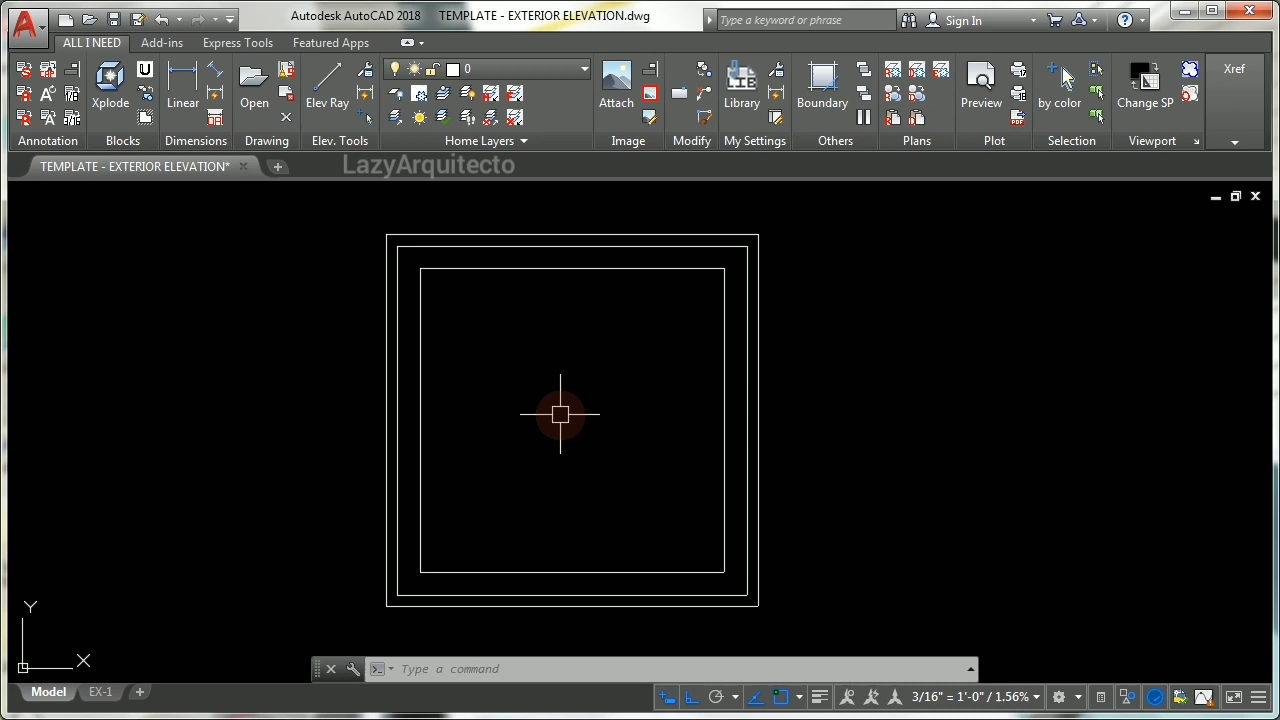 Autodesk AutoCAD 2018 TEMPLATE - EXTERIOR ELEVATION.dwg
Type a keyword or phrase
Sign In
ALL I NEED Add-ins Express Tools Featured Apps
0
Xplode Linear Open Elev Ray Attach Library Boundary Preview by color Change SP Xref
Annotation Blocks Dimensions Drawing Elev. Tools Home Layers Image Modify My Settings Others Plans Plot Selection Viewport
TEMPLATE - EXTERIOR ELEVATION*
LazyArquitecto
Y
X
Type a command
Model EX-1
3/16" = 1'-0" / 1.56%